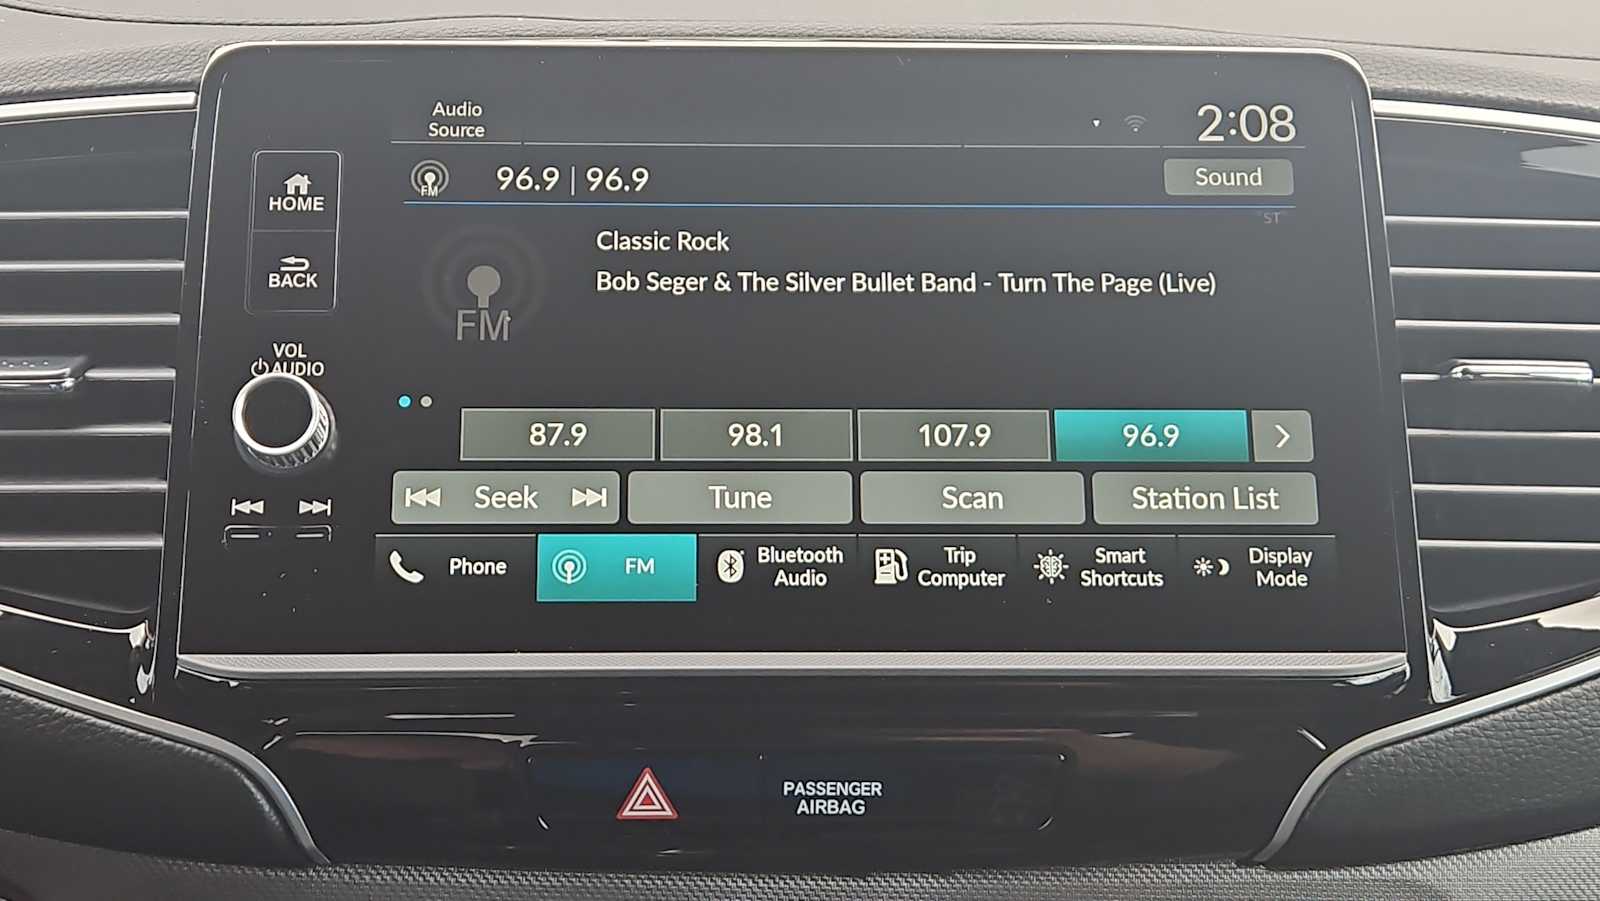 Audio
Source
2:08
FM
96.9 | 96.9
Sound
ST
HOME
BACK
Classic Rock
Bob Seger & The Silver Bullet Band - Turn The Page (Live)
FM
VOL
AUDIO
87.9
98.1
107.9
96.9
Seek
Tune
Scan
Station List
Phone
FM
Bluetooth
Audio
Trip
Computer
Smart
Shortcuts
Display
Mode
PASSENGER
AIRBAG